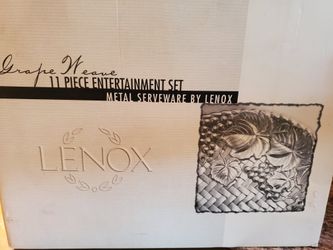 Grape Weave
11 PIECE ENTERTAINMENT SET
METAL SERVEWARE BY LENOX
LENOX